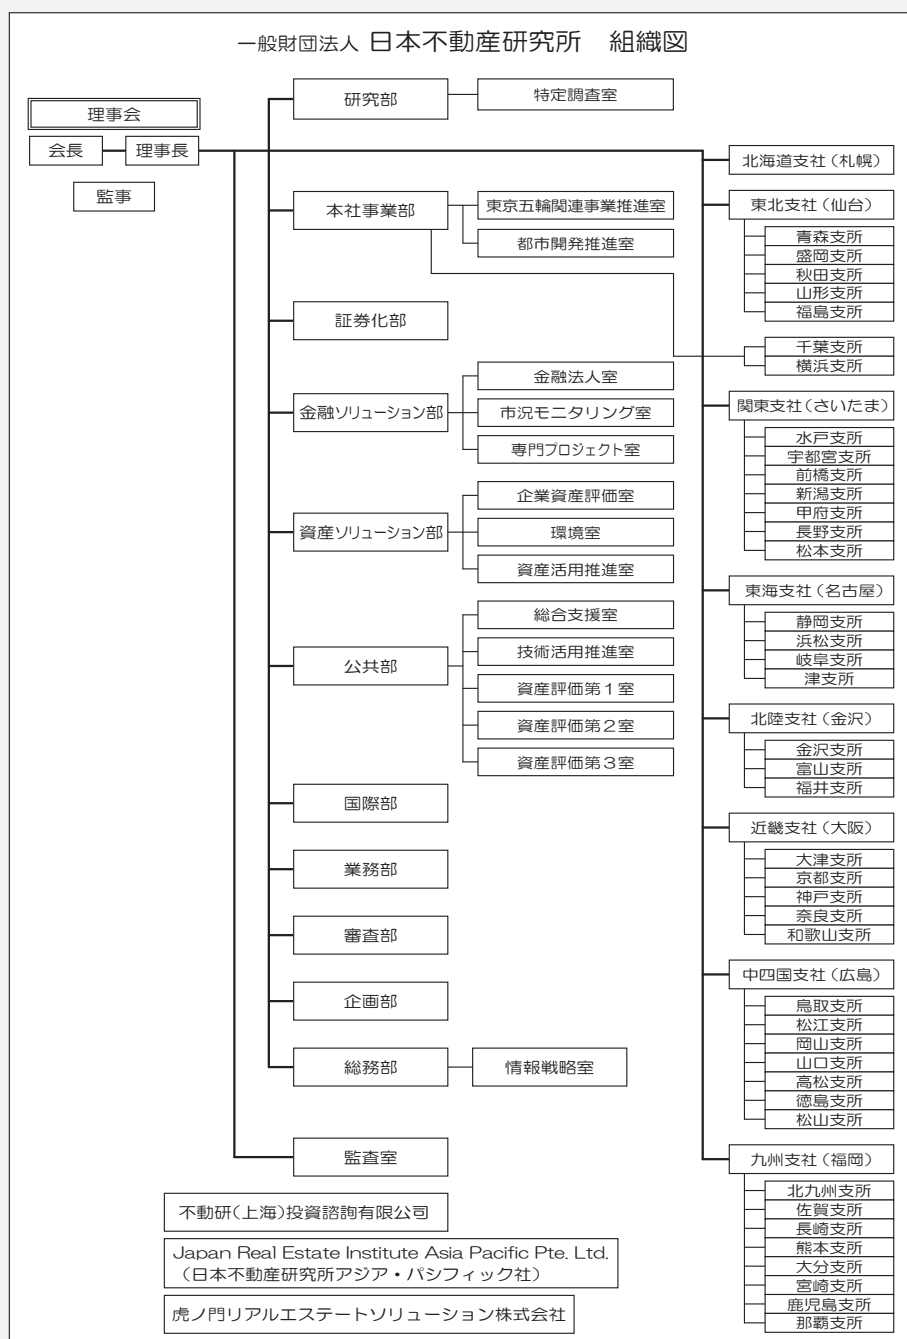 一般財団法人 日本不動産研究所 組織図
理事会
会長
理事長
監事
研究部
特定調査室
本社事業部
東京五輪関連事業推進室
都市開発推進室
証券化部
金融ソリューション部
金融法人室
市況モニタリング室
専門プロジェクト室
資産ソリューション部
企業資産評価室
環境室
資産活用推進室
公共部
総合支援室
技術活用推進室
資産評価第1室
資産評価第2室
資産評価第3室
国際部
業務部
審査部
企画部
総務部
情報戦略室
監査室
不動研(上海)投資諮詢有限公司
Japan Real Estate Institute Asia Pacific Pte. Ltd.
(日本不動産研究所アジア・パシフィック社)
虎ノ門リアルエステートソリューション株式会社
北海道支社(札幌)
東北支社(仙台)
青森支所
盛岡支所
秋田支所
山形支所
福島支所
千葉支所
横浜支所
関東支社(さいたま)
水戸支所
宇都宮支所
前橋支所
新潟支所
甲府支所
長野支所
松本支所
東海支社(名古屋)
静岡支所
浜松支所
岐阜支所
津支所
北陸支社(金沢)
金沢支所
富山支所
福井支所
近畿支社(大阪)
大津支所
京都支所
神戸支所
奈良支所
和歌山支所
中四国支社(広島)
鳥取支所
松江支所
岡山支所
山口支所
高松支所
徳島支所
松山支所
九州支社(福岡)
北九州支所
佐賀支所
長崎支所
熊本支所
大分支所
宮崎支所
鹿児島支所
那覇支所